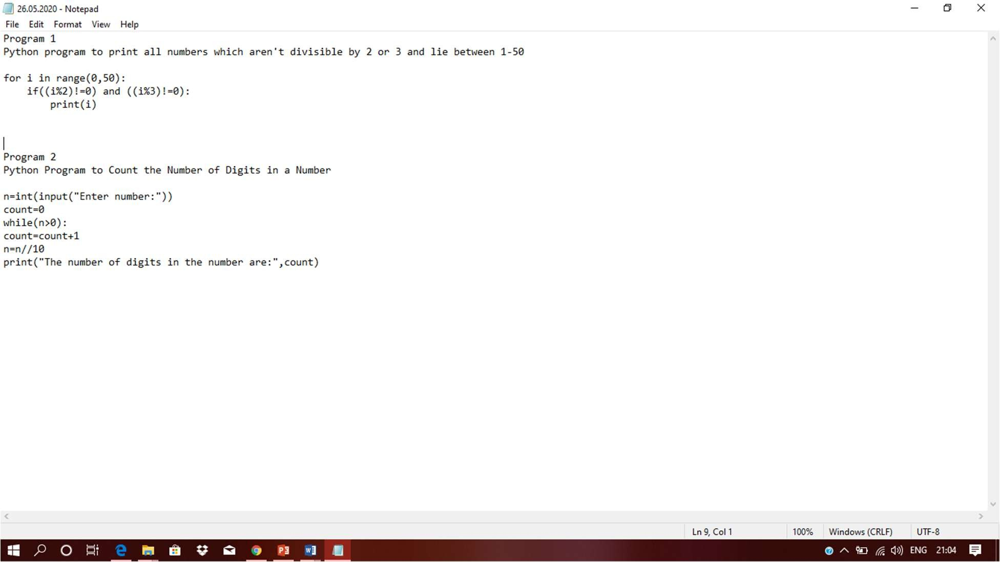 26.05.2020 - Notepad
File Edit Format View Help
Program 1
Python program to print all numbers which aren't divisible by 2 or 3 and lie between 1-50

for i in range(0,50):
    if((i%2)!=0) and ((i%3)!=0):
        print(i)

Program 2
Python Program to Count the Number of Digits in a Number

n=int(input("Enter number:"))
count=0
while(n>0):
count=count+1
n=n//10
print("The number of digits in the number are:",count)
Ln 9, Col 1 100% Windows (CRLF) UTF-8
ENG 21:04